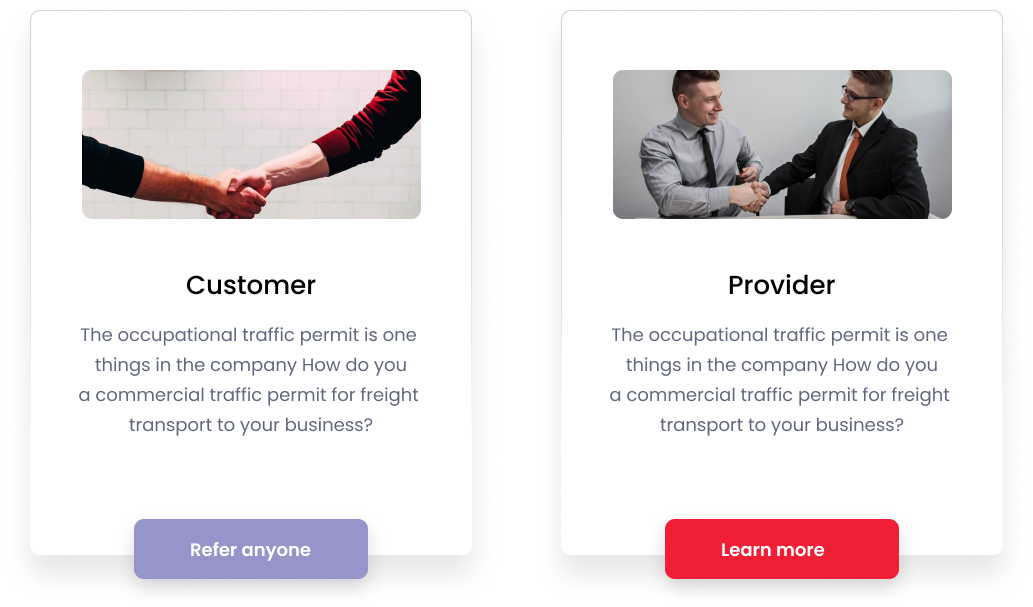 Customer
The occupational traffic permit is one
things in the company How do you
a commercial traffic permit for freight
transport to your business?
Refer anyone
Provider
The occupational traffic permit is one
things in the company How do you
a commercial traffic permit for freight
transport to your business?
Learn more